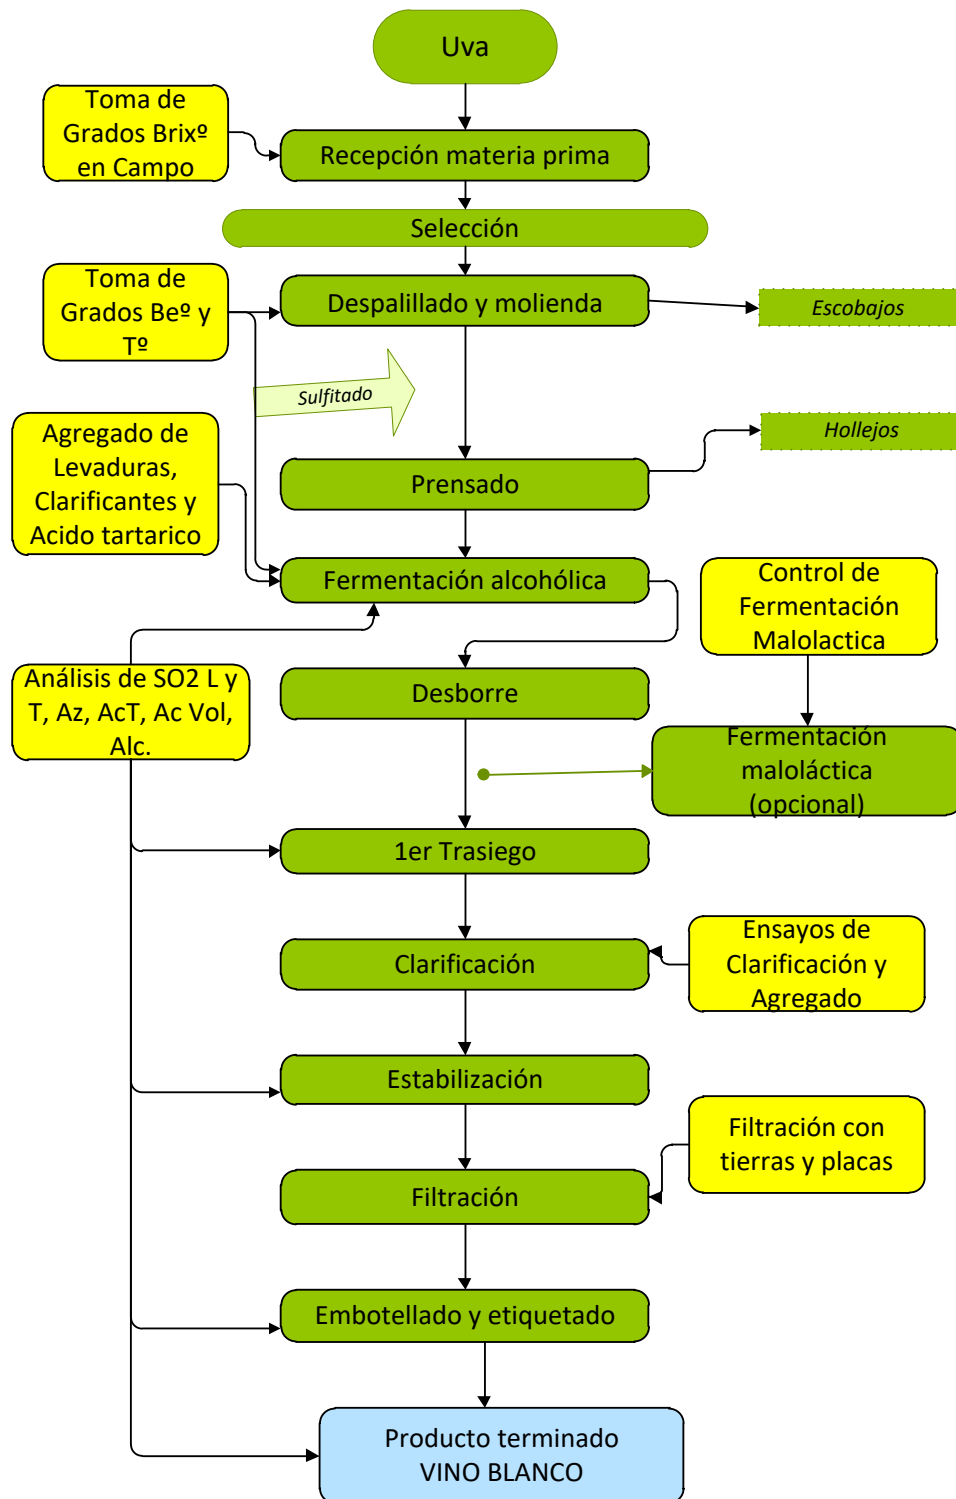 Uva
Toma de
Grados Brixº
en Campo
Recepción materia prima
Selección
Toma de
Grados Beº y
Tº
Despalillado y molienda
Escobajos
Sulfitado
Agregado de
Levaduras,
Clarificantes y
Acido tartarico
Hollejos
Prensado
Fermentación alcohólica
Control de
Fermentación
Malolactica
Análisis de SO2 L y
T, Az, AcT, Ac Vol,
Alc.
Desborre
Fermentación
maloláctica
(opcional)
1er Trasiego
Clarificación
Ensayos de
Clarificación y
Agregado
Estabilización
Filtración con
tierras y placas
Filtración
Embotellado y etiquetado
Producto terminado
VINO BLANCO